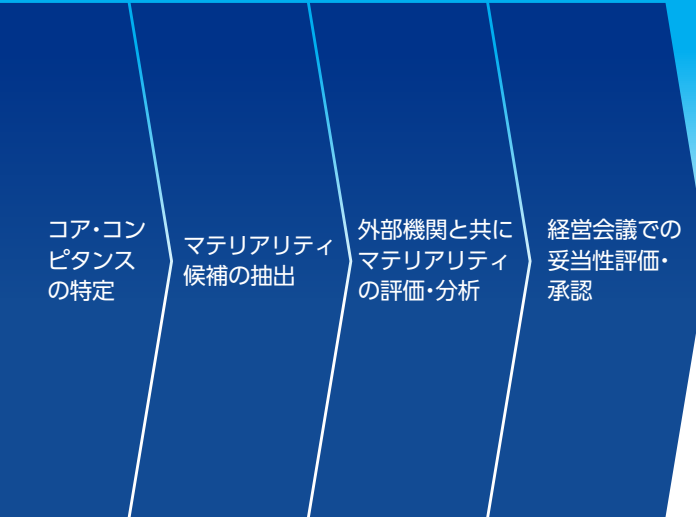 コア・コン
ピタンス
の特定
マテリアリティ
候補の抽出
外部機関と共に
マテリアリティ
の評価・分析
経営会議での
妥当性評価・
承認